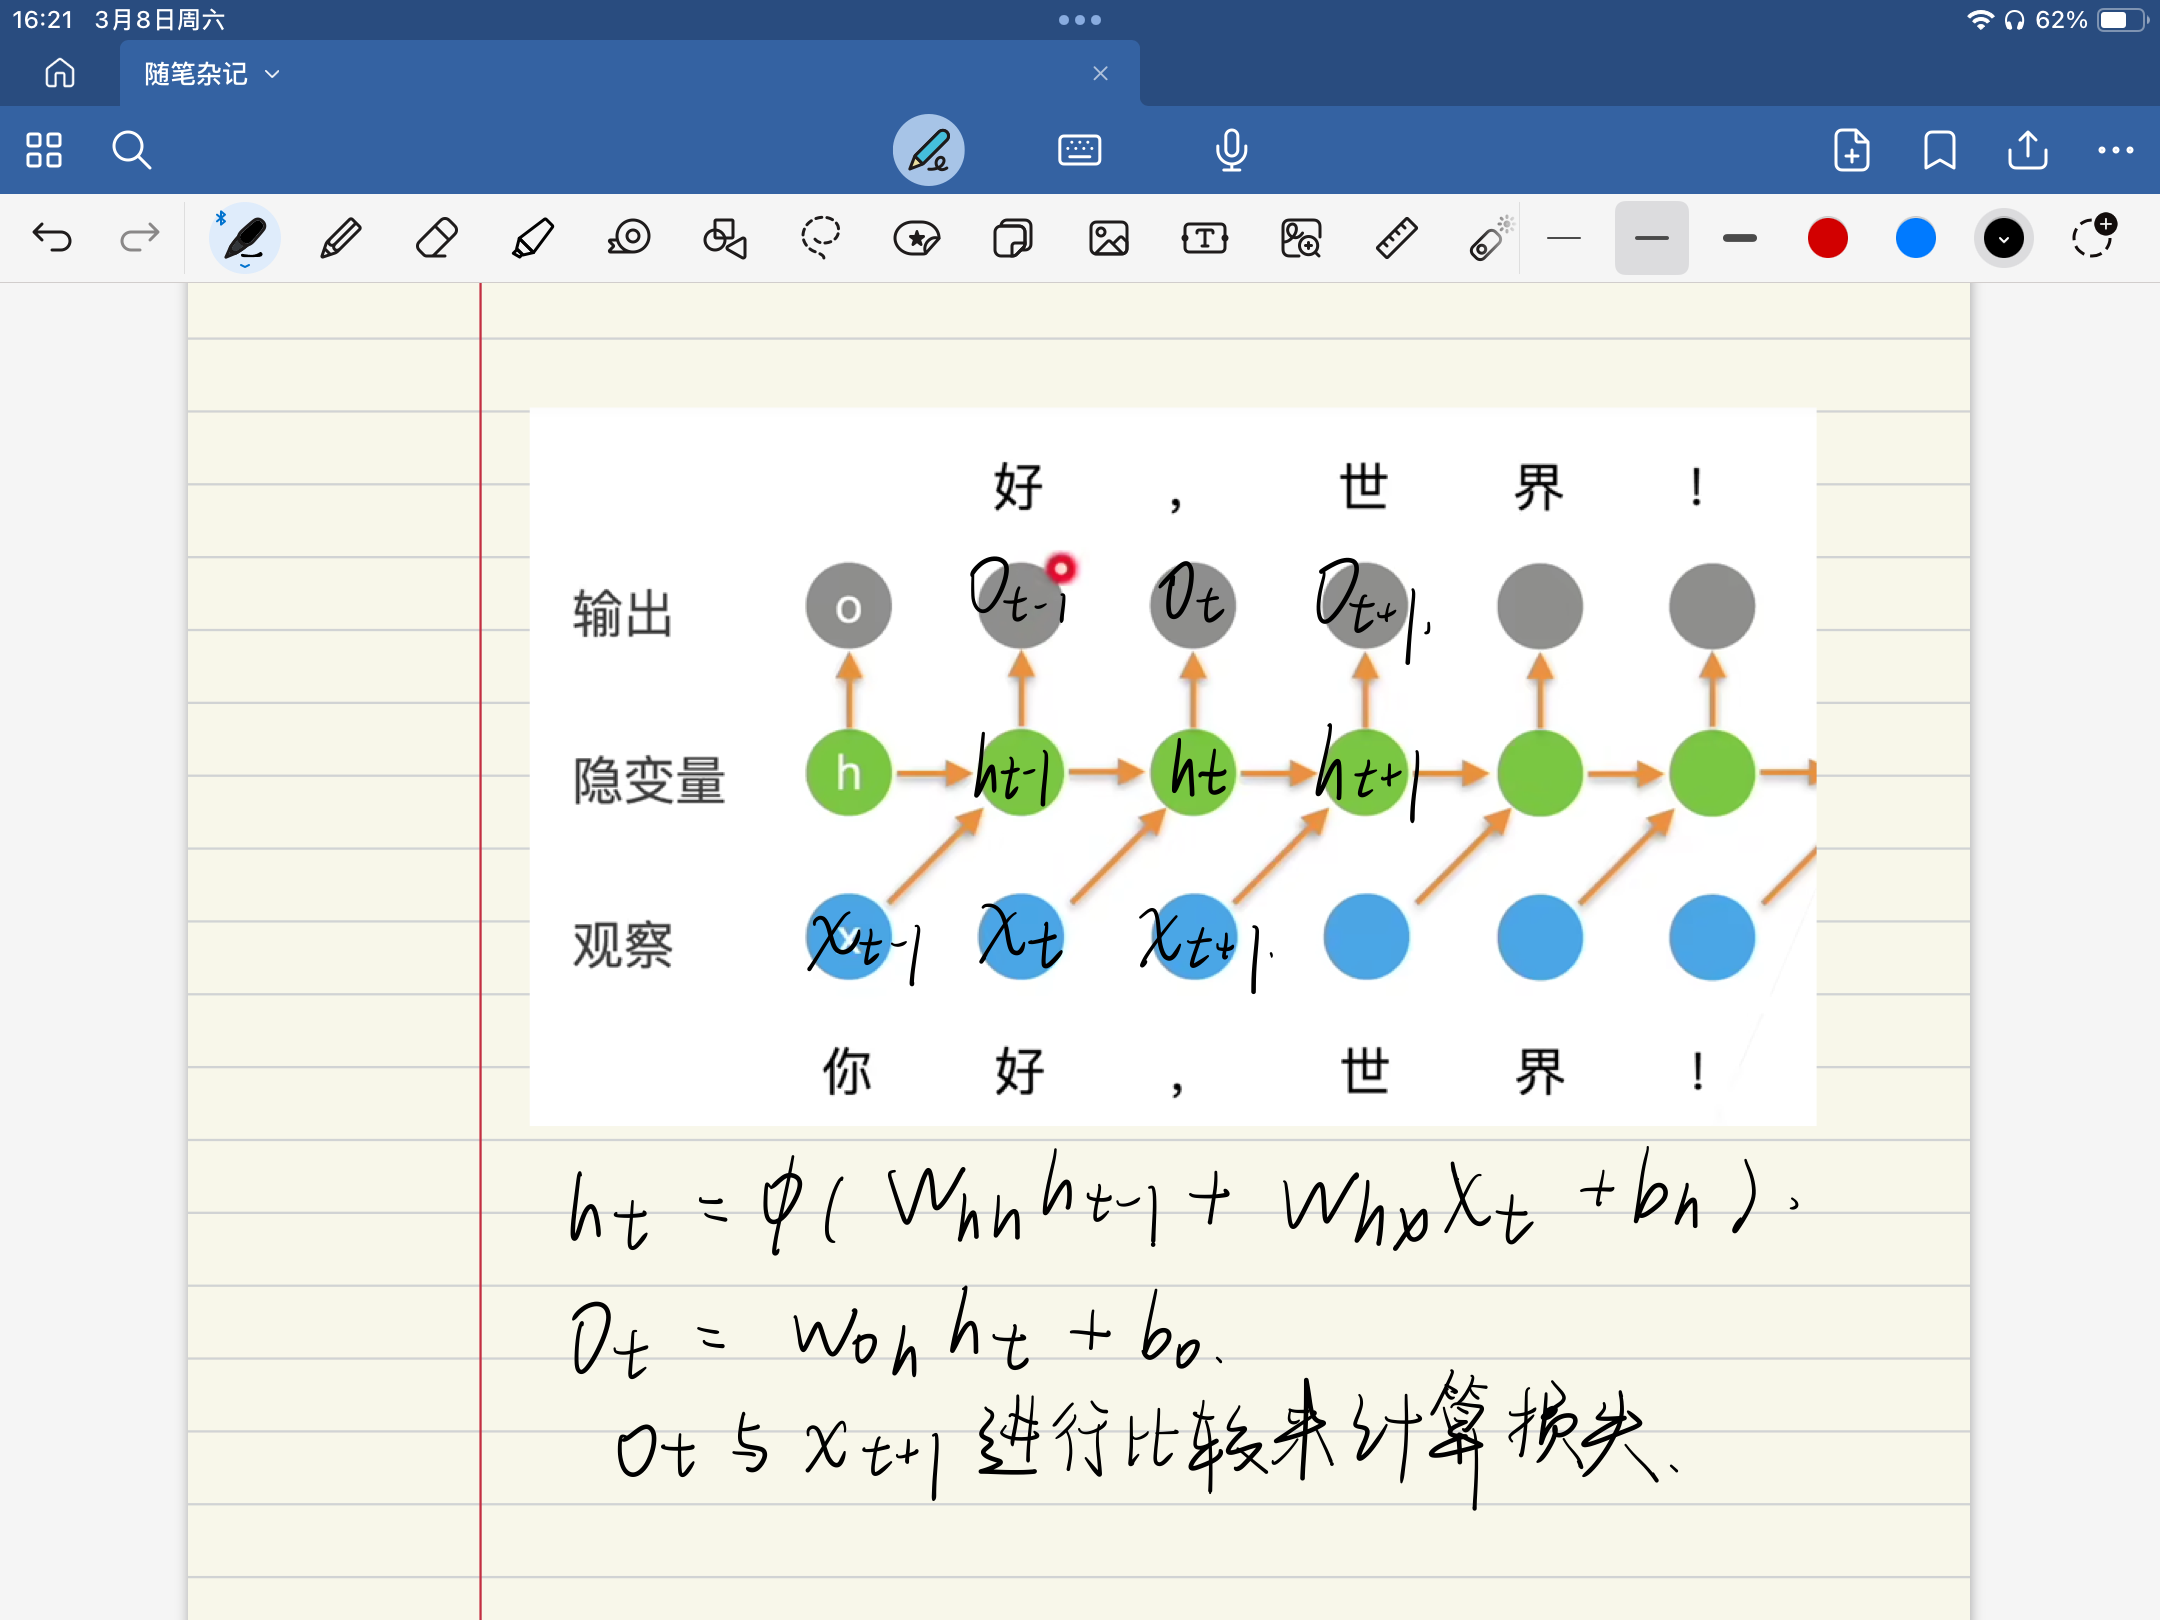 16:21 3月8日周六 62%
随笔杂记
好 , 世 界 !
输出 o O_{t-1} O_t O_{t+1}.
隐变量 h h_{t-1} h_t h_{t+1}
观察 x x_{t-1} x_t x_{t+1}.
你 好 , 世 界 !
h_t = φ( W_{hh} h_{t-1} + W_{hx} x_t + b_h ).
O_t = W_{oh} h_t + b_o.
O_t 与 x_{t+1} 进行比较来计算损失.